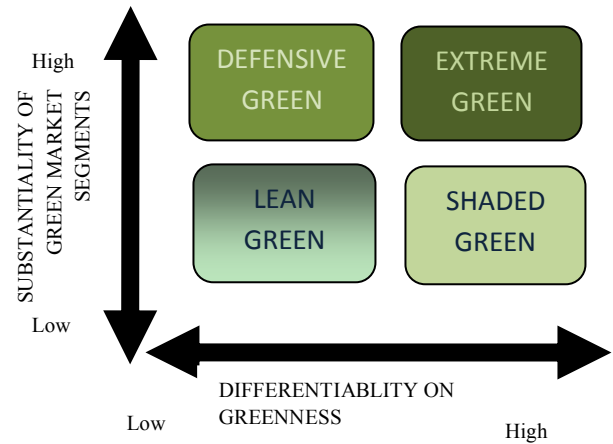 High
SUBSTANTIALITY OF
GREEN MARKET
SEGMENTS
Low
DEFENSIVE
GREEN
EXTREME
GREEN
LEAN
GREEN
SHADED
GREEN
DIFFERENTIABLITY ON
GREENNESS
Low
High